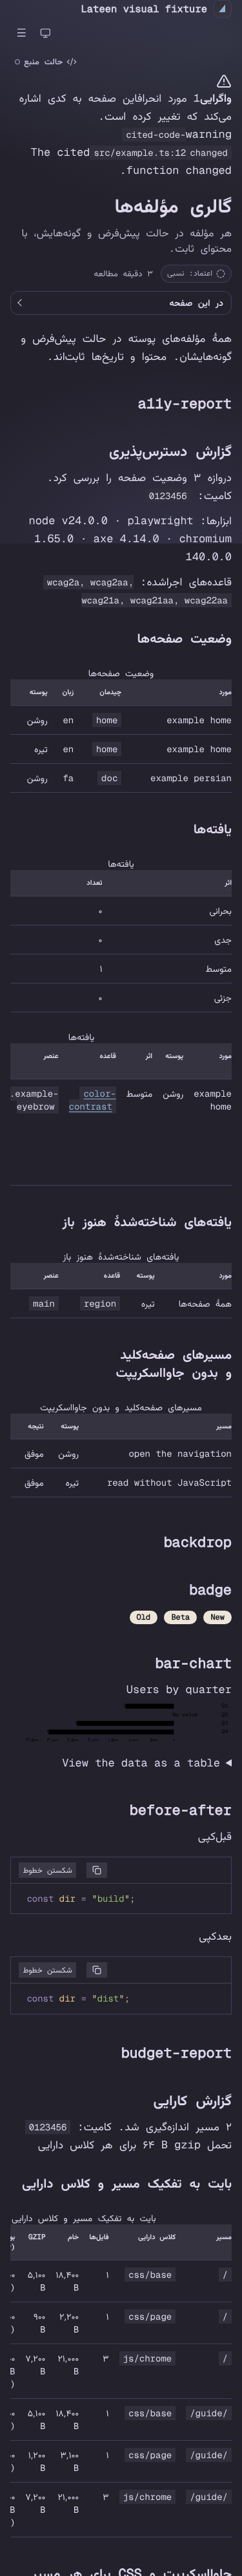 Lateen visual fixture
حالت منبع
واگرایی1 مورد انحرافاین صفحه به کدی اشاره
می‌کند که تغییر کرده است.
cited-code-warning
The cited src/example.ts:12 changed
function changed.
گالری مؤلفه‌ها
هر مؤلفه در حالت پیش‌فرض و گونه‌هایش، با
محتوای ثابت.
اعتماد: نسبی
۳ دقیقه مطالعه
در این صفحه
همهٔ مؤلفه‌های پوسته در حالت پیش‌فرض و
گونه‌هایشان. محتوا و تاریخ‌ها ثابت‌اند.
a11y-report
گزارش دسترس‌پذیری
دروازه ۳ وضعیت صفحه را بررسی کرد.
کامیت: 0123456
ابزارها: node v24.0.0 · playwright
1.65.0 · axe 4.14.0 · chromium
140.0.0
قاعده‌های اجراشده: wcag2a, wcag2aa,
wcag21a, wcag21aa, wcag22aa
وضعیت صفحه‌ها
وضعیت صفحه‌ها
مورد چیدمان زبان پوسته
example home home en روشن
example home home en تیره
example persian doc fa روشن
یافته‌ها
یافته‌ها
اثر تعداد
بحرانی ۰
جدی ۰
متوسط ۱
جزئی ۰
یافته‌ها
مورد پوسته اثر قاعده عنصر
example home روشن متوسط color-contrast .example-eyebrow
یافته‌های شناخته‌شدهٔ هنوز باز
یافته‌های شناخته‌شدهٔ هنوز باز
مورد پوسته قاعده عنصر
همهٔ صفحه‌ها تیره region main
مسیرهای صفحه‌کلید
و بدون جاوااسکریپت
مسیرهای صفحه‌کلید و بدون جاوااسکریپت
مسیر پوسته نتیجه
open the navigation روشن موفق
read without JavaScript تیره موفق
backdrop
badge
New Beta Old
bar-chart
Users by quarter
No value
View the data as a table
before-after
قبل‌کپی
شکستن خطوط
const dir = "build";
بعدکپی
شکستن خطوط
const dir = "dist";
budget-report
گزارش کارایی
۲ مسیر اندازه‌گیری شد. کامیت: 0123456
تحمل ۶۴ B gzip برای هر کلاس دارایی
بایت به تفکیک مسیر و کلاس دارایی
بایت به تفکیک مسیر و کلاس دارایی
مسیر کلاس دارایی فایل‌ها خام GZIP
/ css/base ۱ ۱۸,۴۰۰ B ۵,۱۰۰ B
/ css/page ۱ ۲,۲۰۰ B ۹۰۰ B
/ js/chrome ۳ ۲۱,۰۰۰ B ۷,۲۰۰ B
/guide/ css/base ۱ ۱۸,۴۰۰ B ۵,۱۰۰ B
/guide/ css/page ۱ ۳,۱۰۰ B ۱,۲۰۰ B
/guide/ js/chrome ۳ ۲۱,۰۰۰ B ۷,۲۰۰ B
جاوااسکریپت و CSS برای هر مسیر